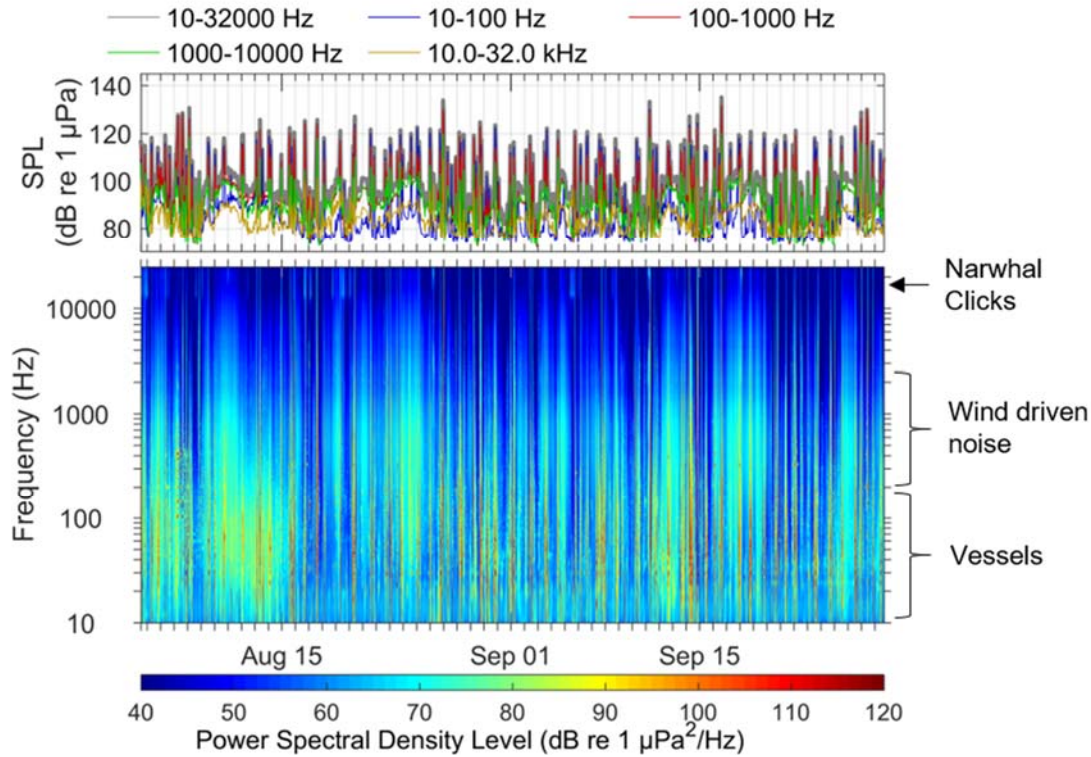 10-32000 Hz 10-100 Hz 100-1000 Hz
1000-10000 Hz 10.0-32.0 kHz
140
120
100
80
SPL
(dB re 1 µPa)
10000
1000
100
10
Frequency (Hz)
Narwhal
Clicks
Wind driven
noise
Vessels
Aug 15 Sep 01 Sep 15
40 50 60 70 80 90 100 110 120
Power Spectral Density Level (dB re 1 µPa²/Hz)